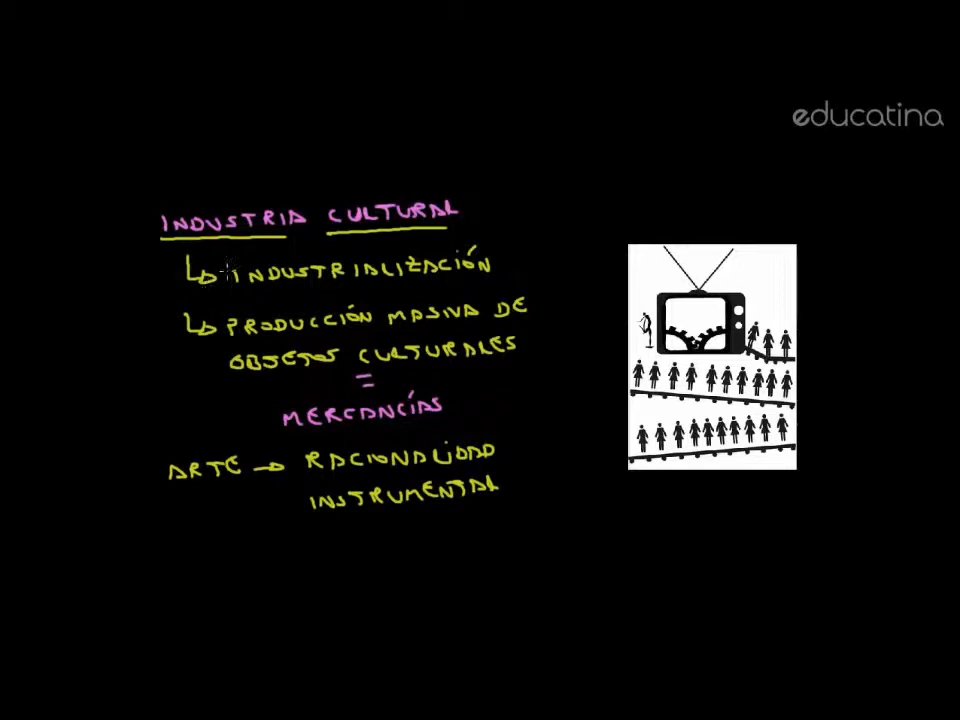 educatina
INDUSTRIA CULTURAL
↳ INDUSTRIALIZACIÓN
↳ PRODUCCIÓN MASIVA DE
OBJETOS CULTURALES
=
MERCANCÍAS
ARTE → RACIONALIDAD
INSTRUMENTAL